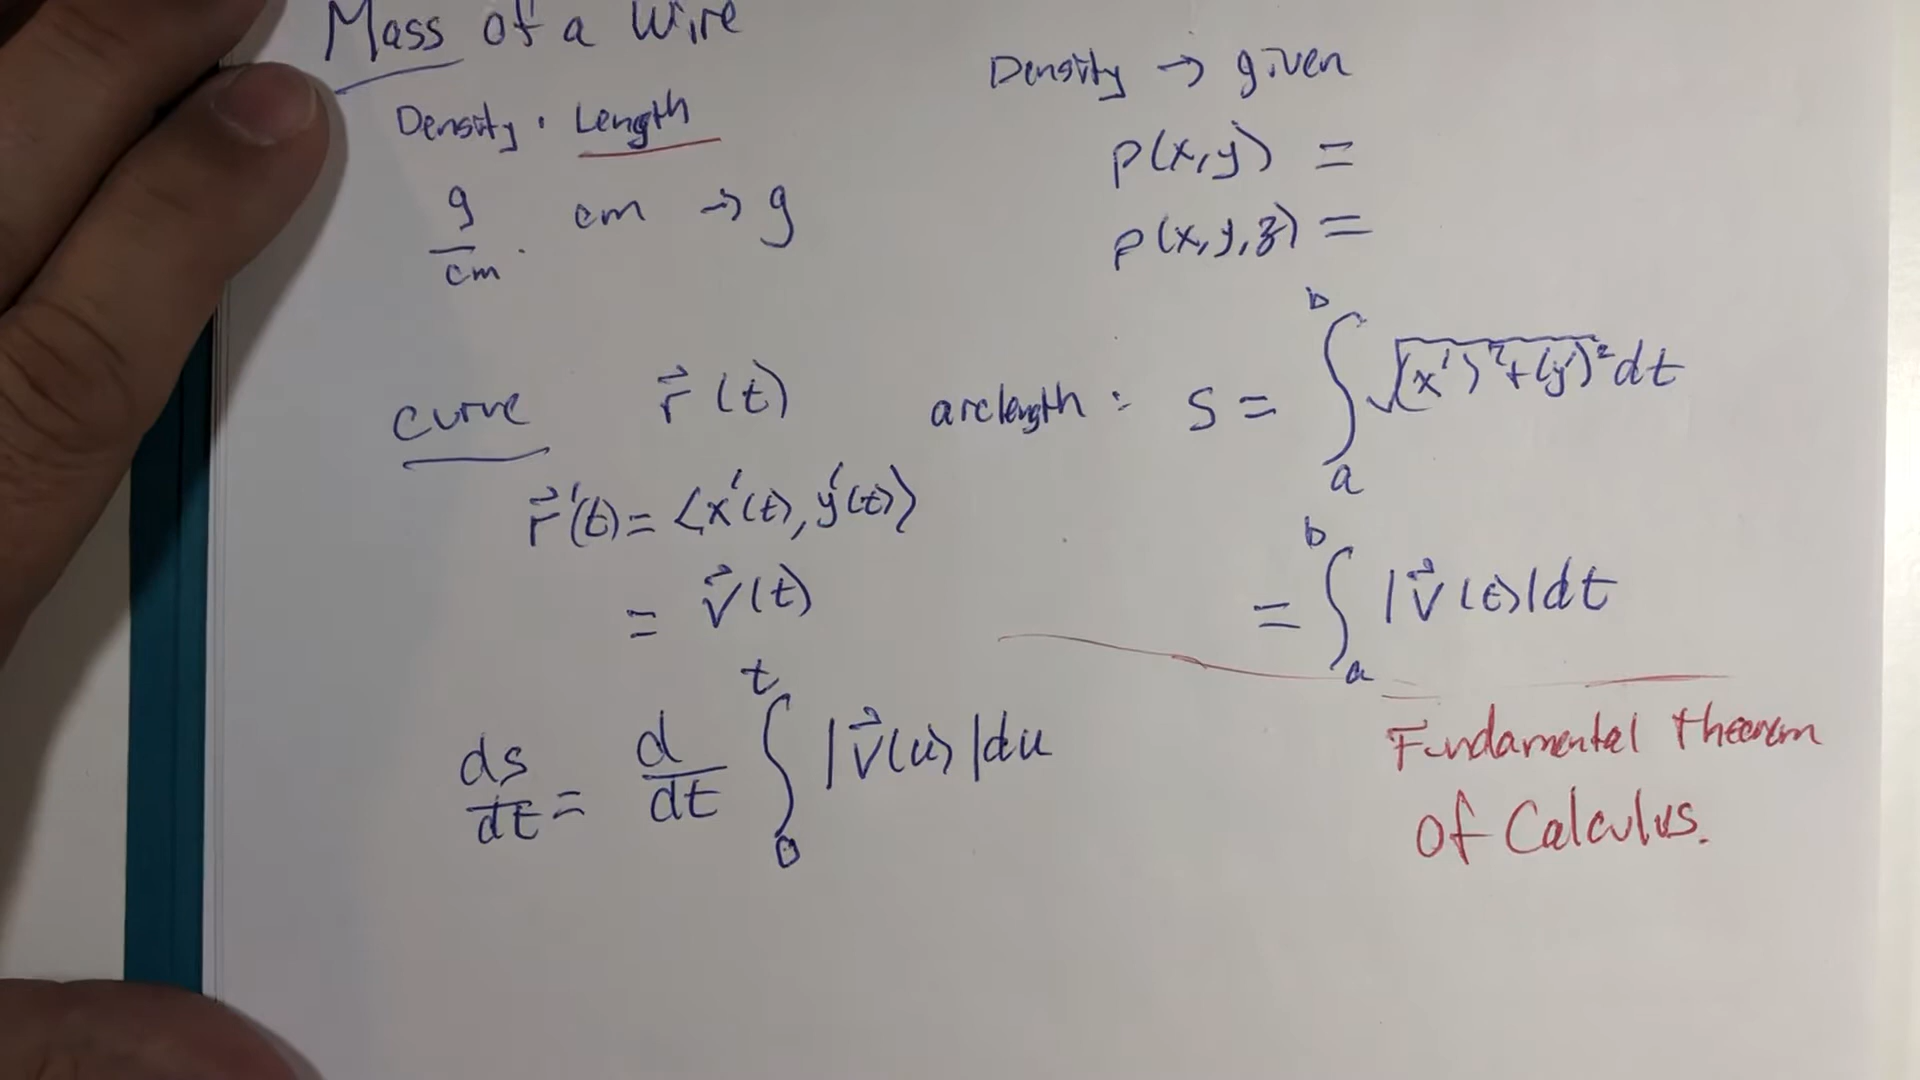 Mass of a Wire
Density · Length
g/cm · cm → g
Density → given
ρ(x,y) =
ρ(x,y,z) =
curve r⃗(t)
r⃗'(t) = ⟨x'(t), y'(t)⟩
= v⃗(t)
arclength : s = ∫_a^b √(x')²+(y')² dt
= ∫_a^b |v⃗(t)|dt
ds/dt = d/dt ∫_0^t |v⃗(u)|du
Fundamental theorem
of Calculus.